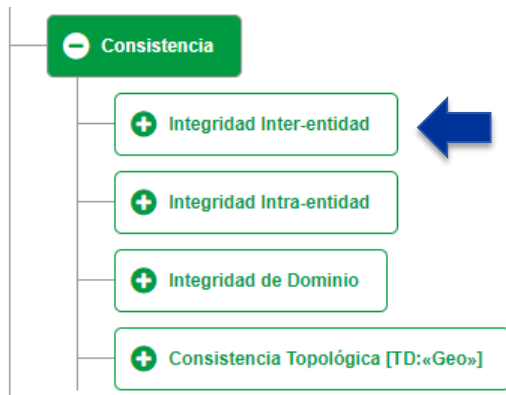 Consistencia
Integridad Inter-entidad
Integridad Intra-entidad
Integridad de Dominio
Consistencia Topológica [TD:«Geo»]